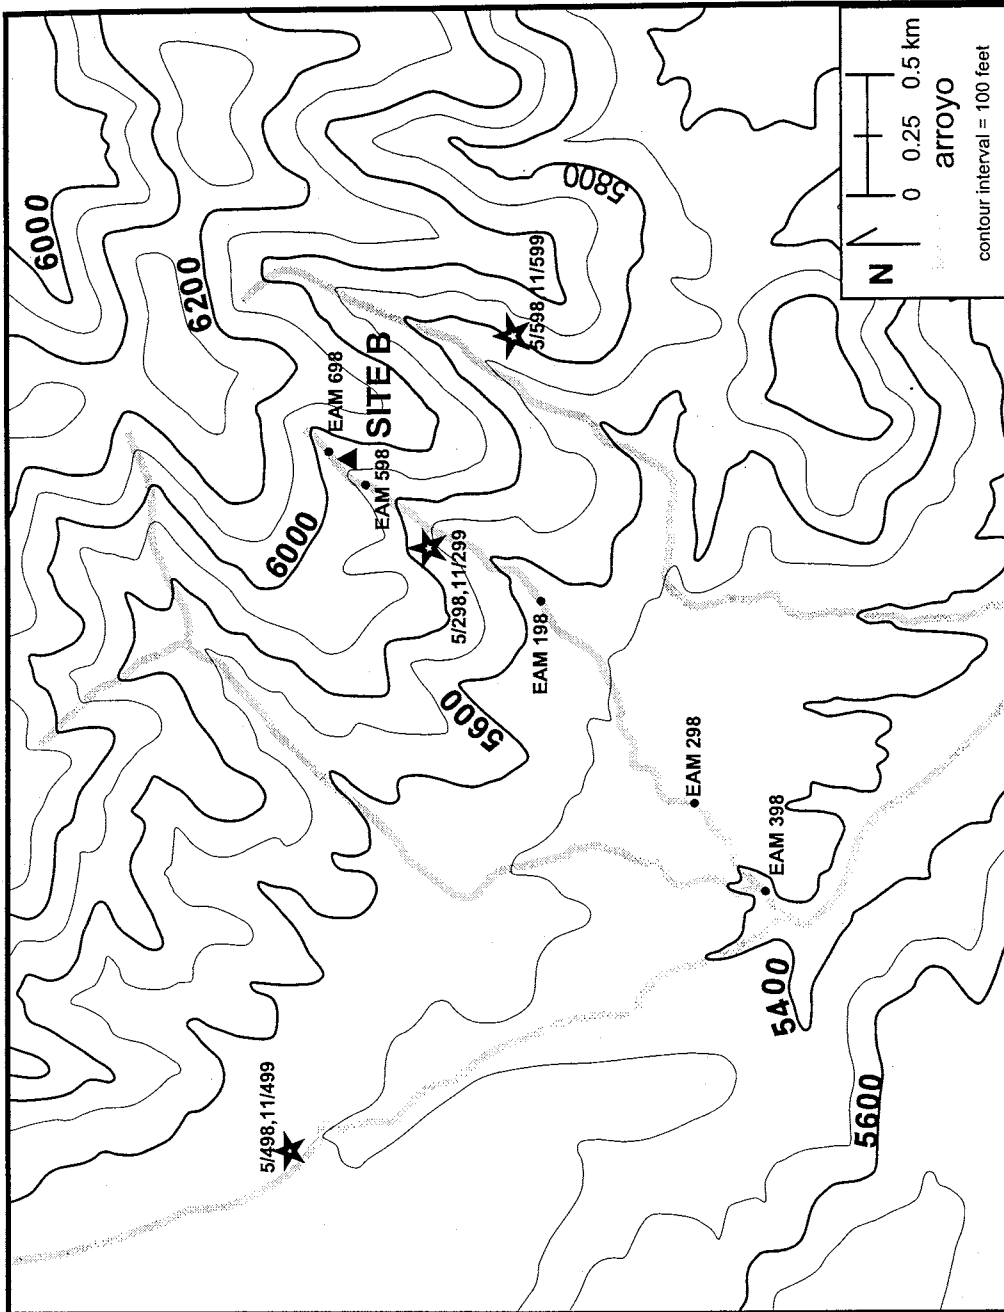 6000
6200
EAM 698
SITE B
EAM 598
6000
5800
5/598,11/599
5/298,11/299
EAM 198
5600
EAM 298
EAM 398
5400
5/498,11/499
5600
N
0 0.25 0.5 km
arroyo
contour interval = 100 feet